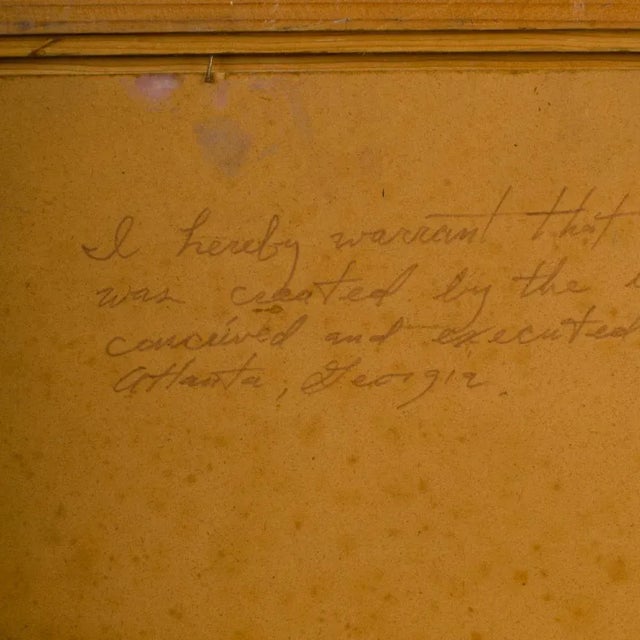 I hereby warrant that
was created by the
conceived and executed
Atlanta, Georgia.